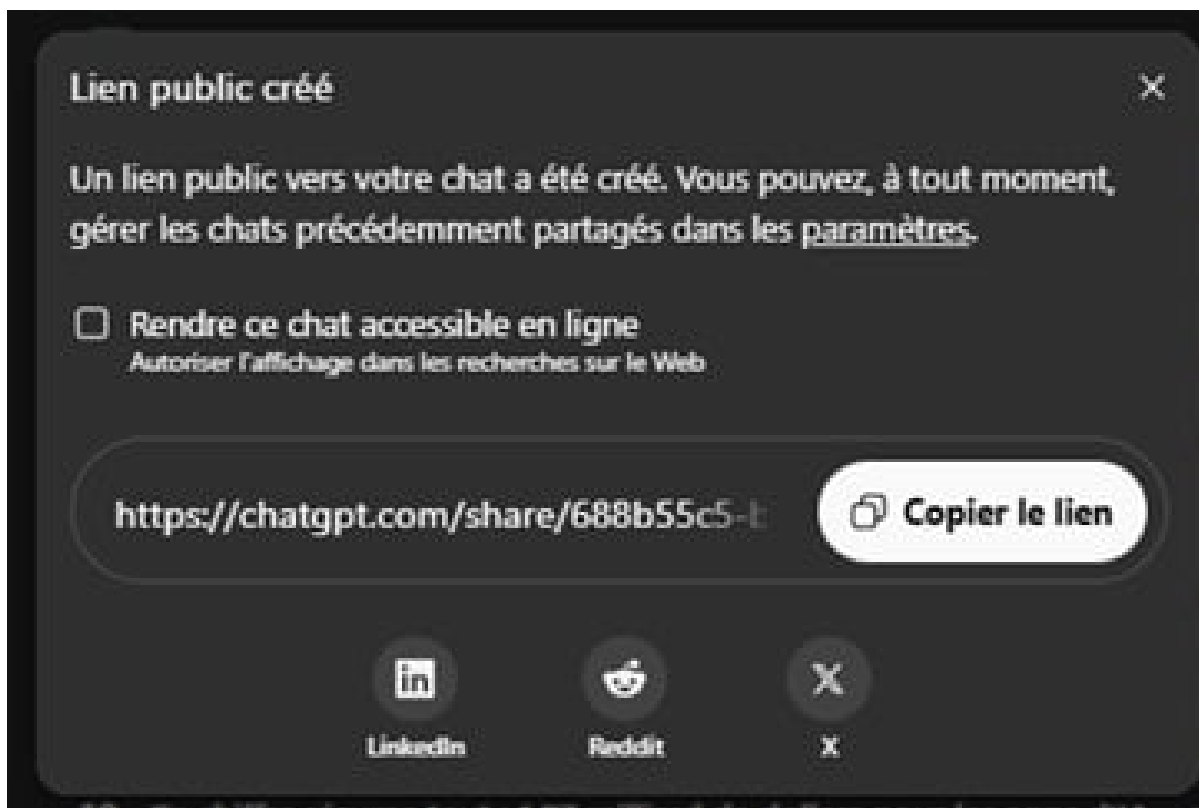 Lien public créé
Un lien public vers votre chat a été créé. Vous pouvez, à tout moment,
gérer les chats précédemment partagés dans les paramètres.
Rendre ce chat accessible en ligne
Autoriser l'affichage dans les recherches sur le Web
https://chatgpt.com/share/688b55c5-
Copier le lien
LinkedIn
Reddit
X